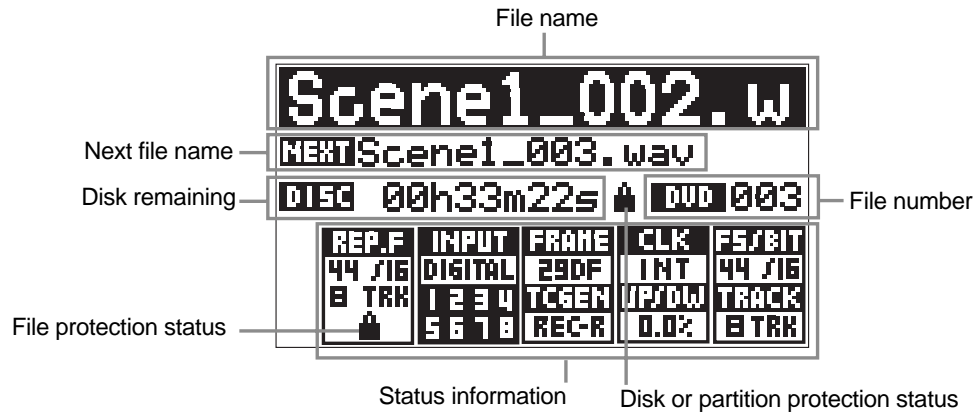 File name
Scene1_002.w
Next file name
NEXT Scene1_003.wav
Disk remaining
DISC 00h33m22s
DVD 003
File number
REP.F INPUT FRAME CLK FS/BIT
44 /16 DIGITAL 29DF INT 44 /16
8 TRK 1 2 3 4 TCGEN VP/DW TRACK
5 6 7 8 REC-R 0.0% 8 TRK
File protection status
Status information
Disk or partition protection status